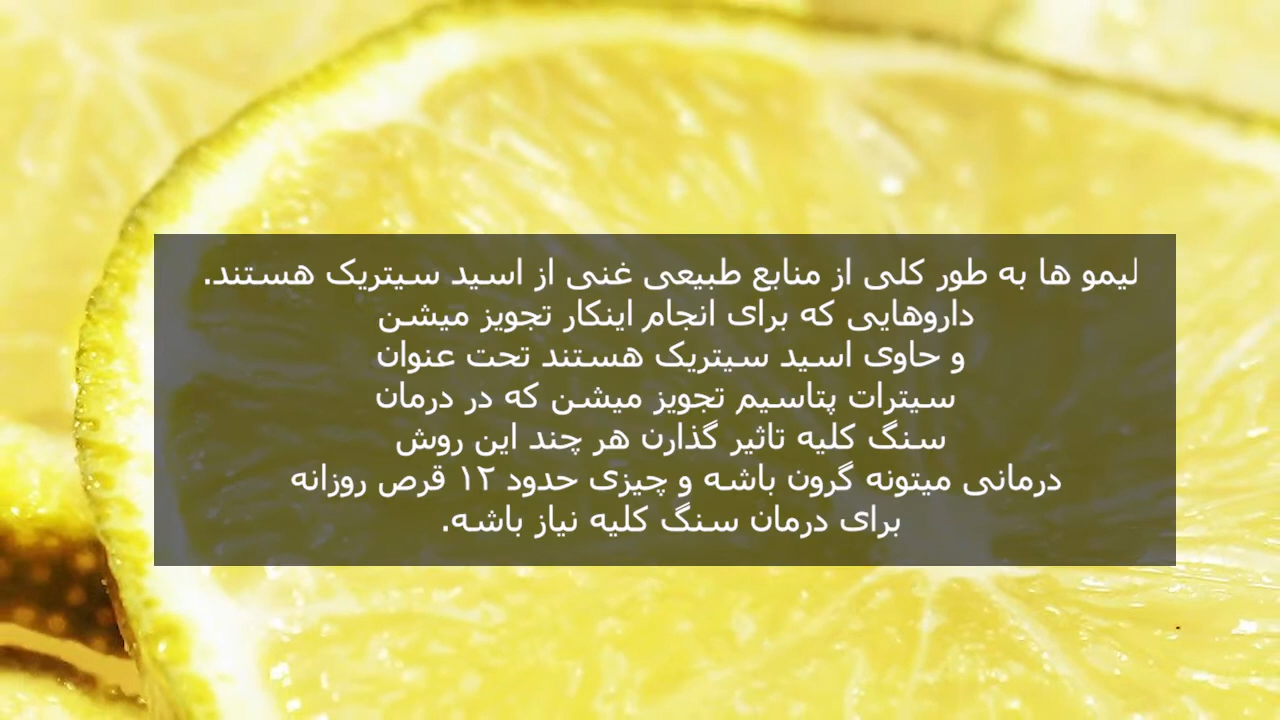 لیمو ها به طور کلی از منابع طبیعی غنی از اسید سیتریک هستند.
داروهایی که برای انجام اینکار تجویز میشن
و حاوی اسید سیتریک هستند تحت عنوان
سیترات پتاسیم تجویز میشن که در درمان
سنگ کلیه تاثیر گذارن هر چند این روش
درمانی میتونه گرون باشه و چیزی حدود ۱۲ قرص روزانه
برای درمان سنگ کلیه نیاز باشه.